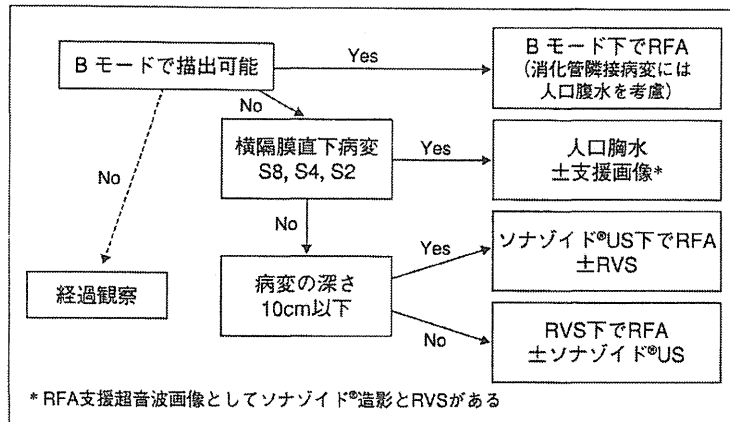 Bモードで描出可能
Yes
Bモード下でRFA
(消化管隣接病変には
人口腹水を考慮)
No
No
横隔膜直下病変
S8, S4, S2
Yes
人口胸水
±支援画像*
No
経過観察
病変の深さ
10cm以下
Yes
ソナゾイド®US下でRFA
±RVS
No
RVS下でRFA
±ソナゾイド®US
* RFA支援超音波画像としてソナゾイド®造影とRVSがある